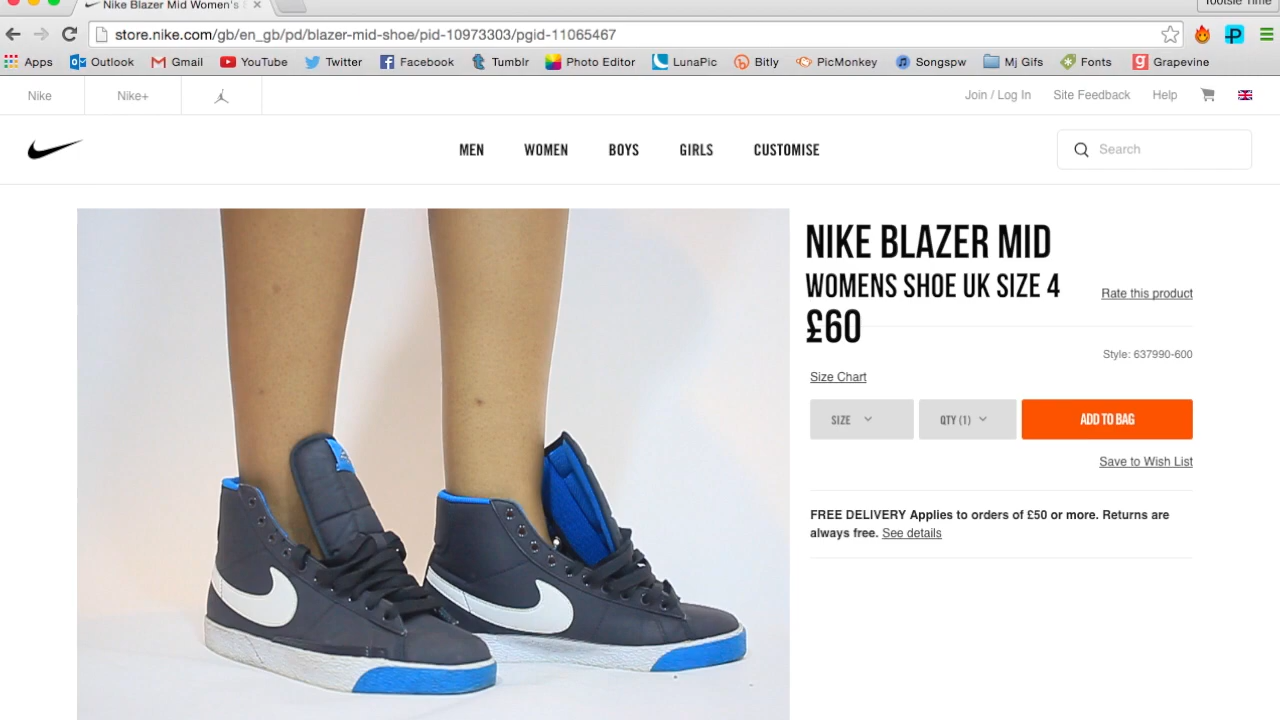 Nike Blazer Mid Women's
Tootsie Time
store.nike.com/gb/en_gb/pd/blazer-mid-shoe/pid-10973303/pgid-11065467
Apps Outlook Gmail YouTube Twitter Facebook Tumblr Photo Editor LunaPic Bitly PicMonkey Songspw Mj Gifs Fonts Grapevine
Nike Nike+ Join / Log In Site Feedback Help
MEN WOMEN BOYS GIRLS CUSTOMISE Search
NIKE BLAZER MID
WOMENS SHOE UK SIZE 4
Rate this product
£60
Style: 637990-600
Size Chart
SIZE QTY (1) ADD TO BAG
Save to Wish List
FREE DELIVERY Applies to orders of £50 or more. Returns are
always free. See details